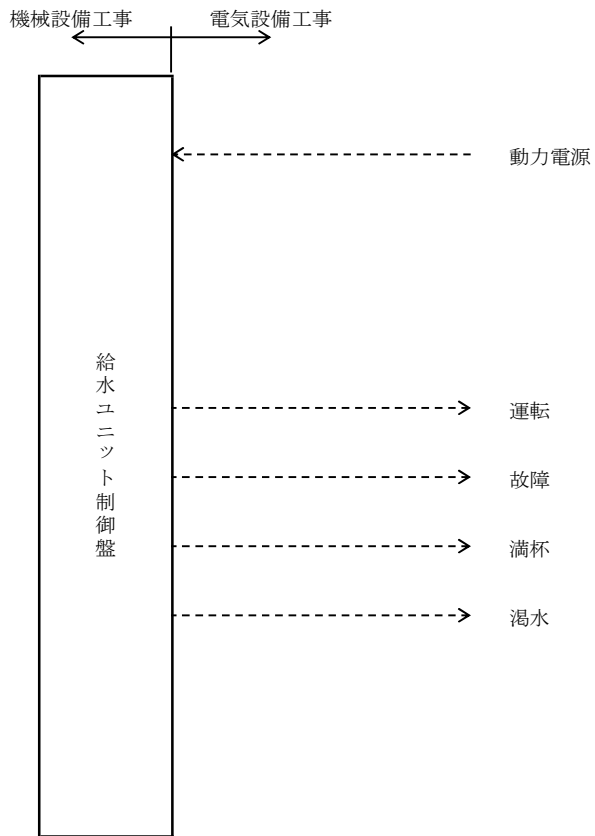 機械設備工事
電気設備工事
動力電源
給水ユニット制御盤
運転
故障
満杯
渇水